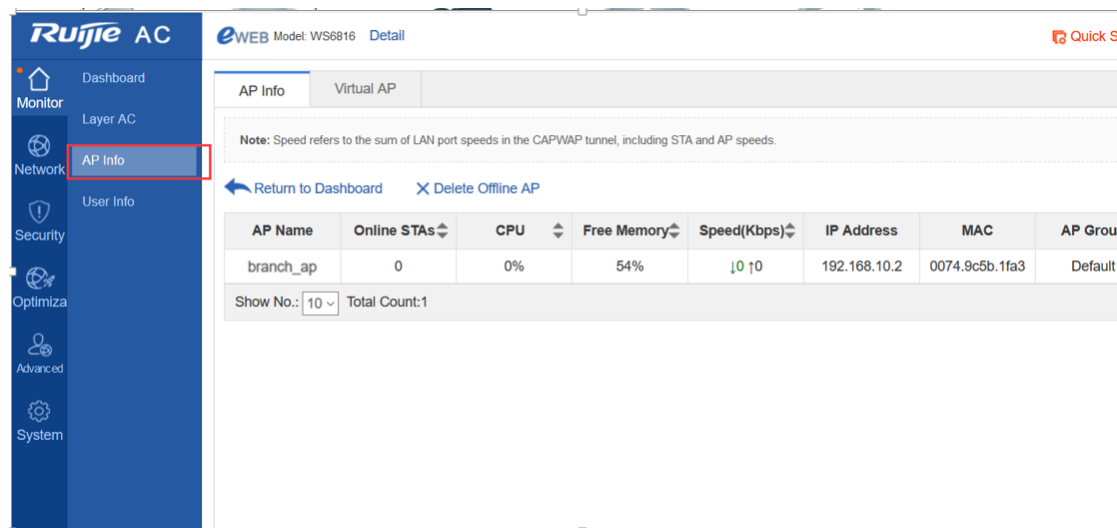 Ruijie AC
eWEB Model: WS6816 Detail
Quick S
Monitor
Network
Security
Optimiza
Advanced
System
Dashboard
Layer AC
AP Info
User Info
AP Info Virtual AP
Note: Speed refers to the sum of LAN port speeds in the CAPWAP tunnel, including STA and AP speeds.
Return to Dashboard Delete Offline AP
AP Name Online STAs CPU Free Memory Speed(Kbps) IP Address MAC AP Grou
branch_ap 0 0% 54% ↓0 ↑0 192.168.10.2 0074.9c5b.1fa3 Default
Show No.: 10 Total Count:1